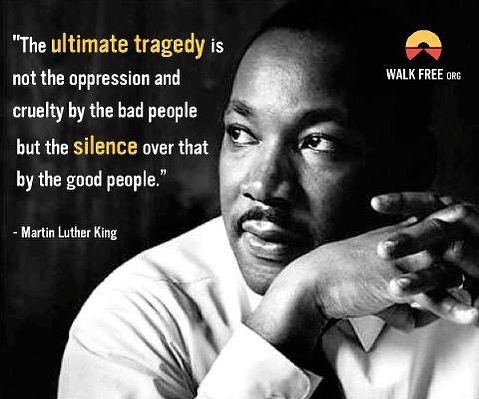 "The ultimate tragedy is
not the oppression and
cruelty by the bad people
but the silence over that
by the good people.”
- Martin Luther King
WALK FREE ORG